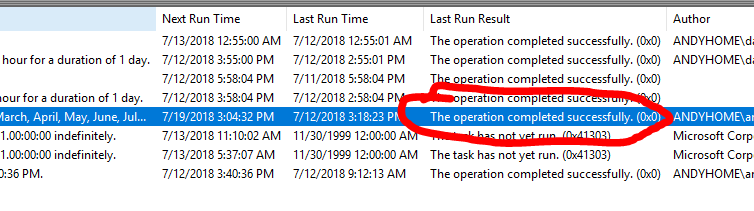 Next Run Time Last Run Time Last Run Result Author
7/13/2018 12:55:00 AM 7/12/2018 12:55:01 AM The operation completed successfully. (0x0) ANDYHOME\da
hour for a duration of 1 day. 7/12/2018 3:55:00 PM 7/12/2018 2:55:01 PM The operation completed successfully. (0x0) ANDYHOME\da
7/12/2018 5:58:04 PM 7/11/2018 5:58:04 PM The operation completed successfully. (0x0)
hour for a duration of 1 day. 7/12/2018 3:58:04 PM 7/12/2018 2:58:04 PM The operation completed successfully. (0x0)
March, April, May, June, Jul... 7/19/2018 3:04:32 PM 7/12/2018 3:18:23 PM The operation completed successfully. (0x0) ANDYHOME\ar
1.00:00:00 indefinitely. 7/13/2018 11:10:02 AM 11/30/1999 12:00:00 AM The task has not yet run. (0x41303) Microsoft Corp
1.00:00:00 indefinitely. 7/13/2018 5:37:07 AM 11/30/1999 12:00:00 AM The task has not yet run. (0x41303) Microsoft Corp
0:36 PM. 7/12/2018 3:40:36 PM 7/12/2018 9:12:13 AM The operation completed successfully. (0x0) ANDYHOME\ar